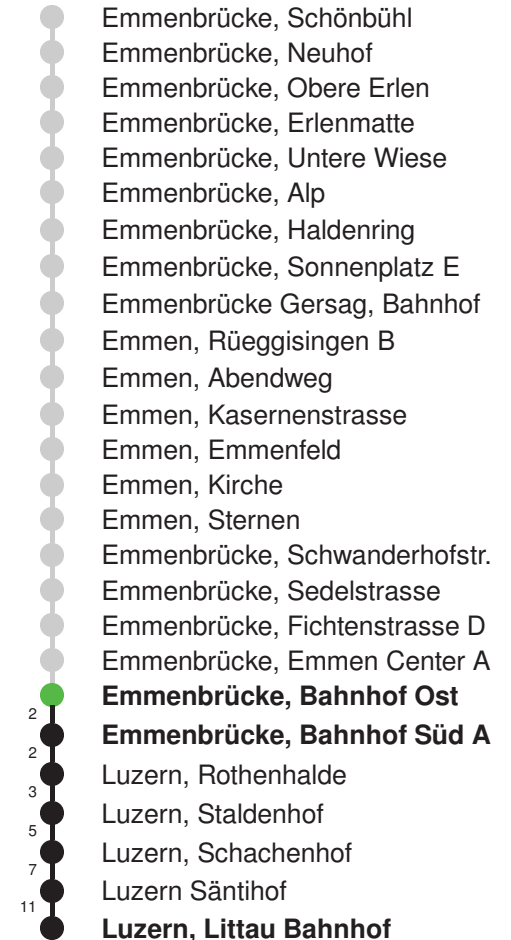 Emmenbrücke, Schönbühl
Emmenbrücke, Neuhof
Emmenbrücke, Obere Erlen
Emmenbrücke, Erlenmatte
Emmenbrücke, Untere Wiese
Emmenbrücke, Alp
Emmenbrücke, Haldenring
Emmenbrücke, Sonnenplatz E
Emmenbrücke Gersag, Bahnhof
Emmen, Rüeggisingen B
Emmen, Abendweg
Emmen, Kasernenstrasse
Emmen, Emmenfeld
Emmen, Kirche
Emmen, Sternen
Emmenbrücke, Schwanderhofstr.
Emmenbrücke, Sedelstrasse
Emmenbrücke, Fichtenstrasse D
Emmenbrücke, Emmen Center A
Emmenbrücke, Bahnhof Ost
2
Emmenbrücke, Bahnhof Süd A
2
Luzern, Rothenhalde
3
Luzern, Staldenhof
5
Luzern, Schachenhof
7
Luzern Säntihof
11
Luzern, Littau Bahnhof